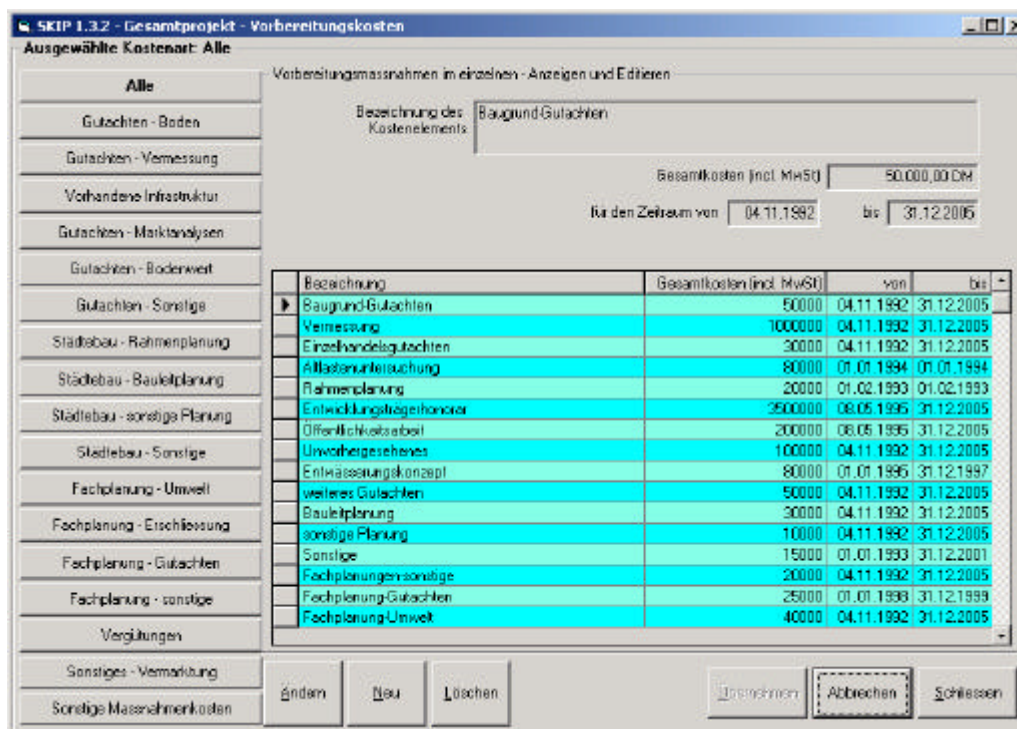 SKIP 1.3.2 - Gesamtprojekt - Vorbereitungskosten
Ausgewählte Kostenart: Alle
Alle
Gutachten - Boden
Gutachten - Vermessung
Vorhandene Infrastruktur
Gutachten - Marktanalysen
Gutachten - Bodenwert
Gutachten - Sonstige
Städtebau - Rahmenplanung
Städtebau - Bauleitplanung
Städtebau - sonstige Planung
Städtebau - Sonstige
Fachplanung - Umwelt
Fachplanung - Erschliessung
Fachplanung - Gutachten
Fachplanung - sonstige
Vergütungen
Sonstiges - Vermarktung
Sonstige Massnahmenkosten
Vorbereitungsmassnahmen im einzelnen - Anzeigen und Editieren
Bezeichnung des Kostenelements Baugrund-Gutachten
Gesamtkosten (incl. MwSt) 50.000,00 DM
für den Zeitraum von 04.11.1992 bis 31.12.2005
Bezeichnung Gesamtkosten (incl. MwSt) von bis
Baugrund-Gutachten 50000 04.11.1992 31.12.2005
Vermessung 1000000 04.11.1992 31.12.2005
Einzelhandelsgutachten 30000 04.11.1992 31.12.2005
Altlastenuntersuchung 80000 01.01.1994 01.01.1994
Rahmenplanung 20000 01.02.1993 01.02.1993
Entwicklungsträgerhonorar 3500000 08.05.1995 31.12.2005
Öffentlichkeitsarbeit 200000 08.05.1995 31.12.2005
Unvorhergesehenes 100000 04.11.1992 31.12.2005
Entwässerungskonzept 80000 01.01.1995 31.12.1997
weiteres Gutachten 50000 04.11.1992 31.12.2005
Bauleitplanung 30000 04.11.1992 31.12.2005
sonstige Planung 10000 04.11.1992 31.12.2005
Sonstige 15000 01.01.1993 31.12.2001
Fachplanungen-sonstige 20000 04.11.1992 31.12.2005
Fachplanung-Gutachten 25000 01.01.1998 31.12.1999
Fachplanung-Umwelt 40000 04.11.1992 31.12.2005
Ändern Neu Löschen Übernehmen Abbrechen Schliessen